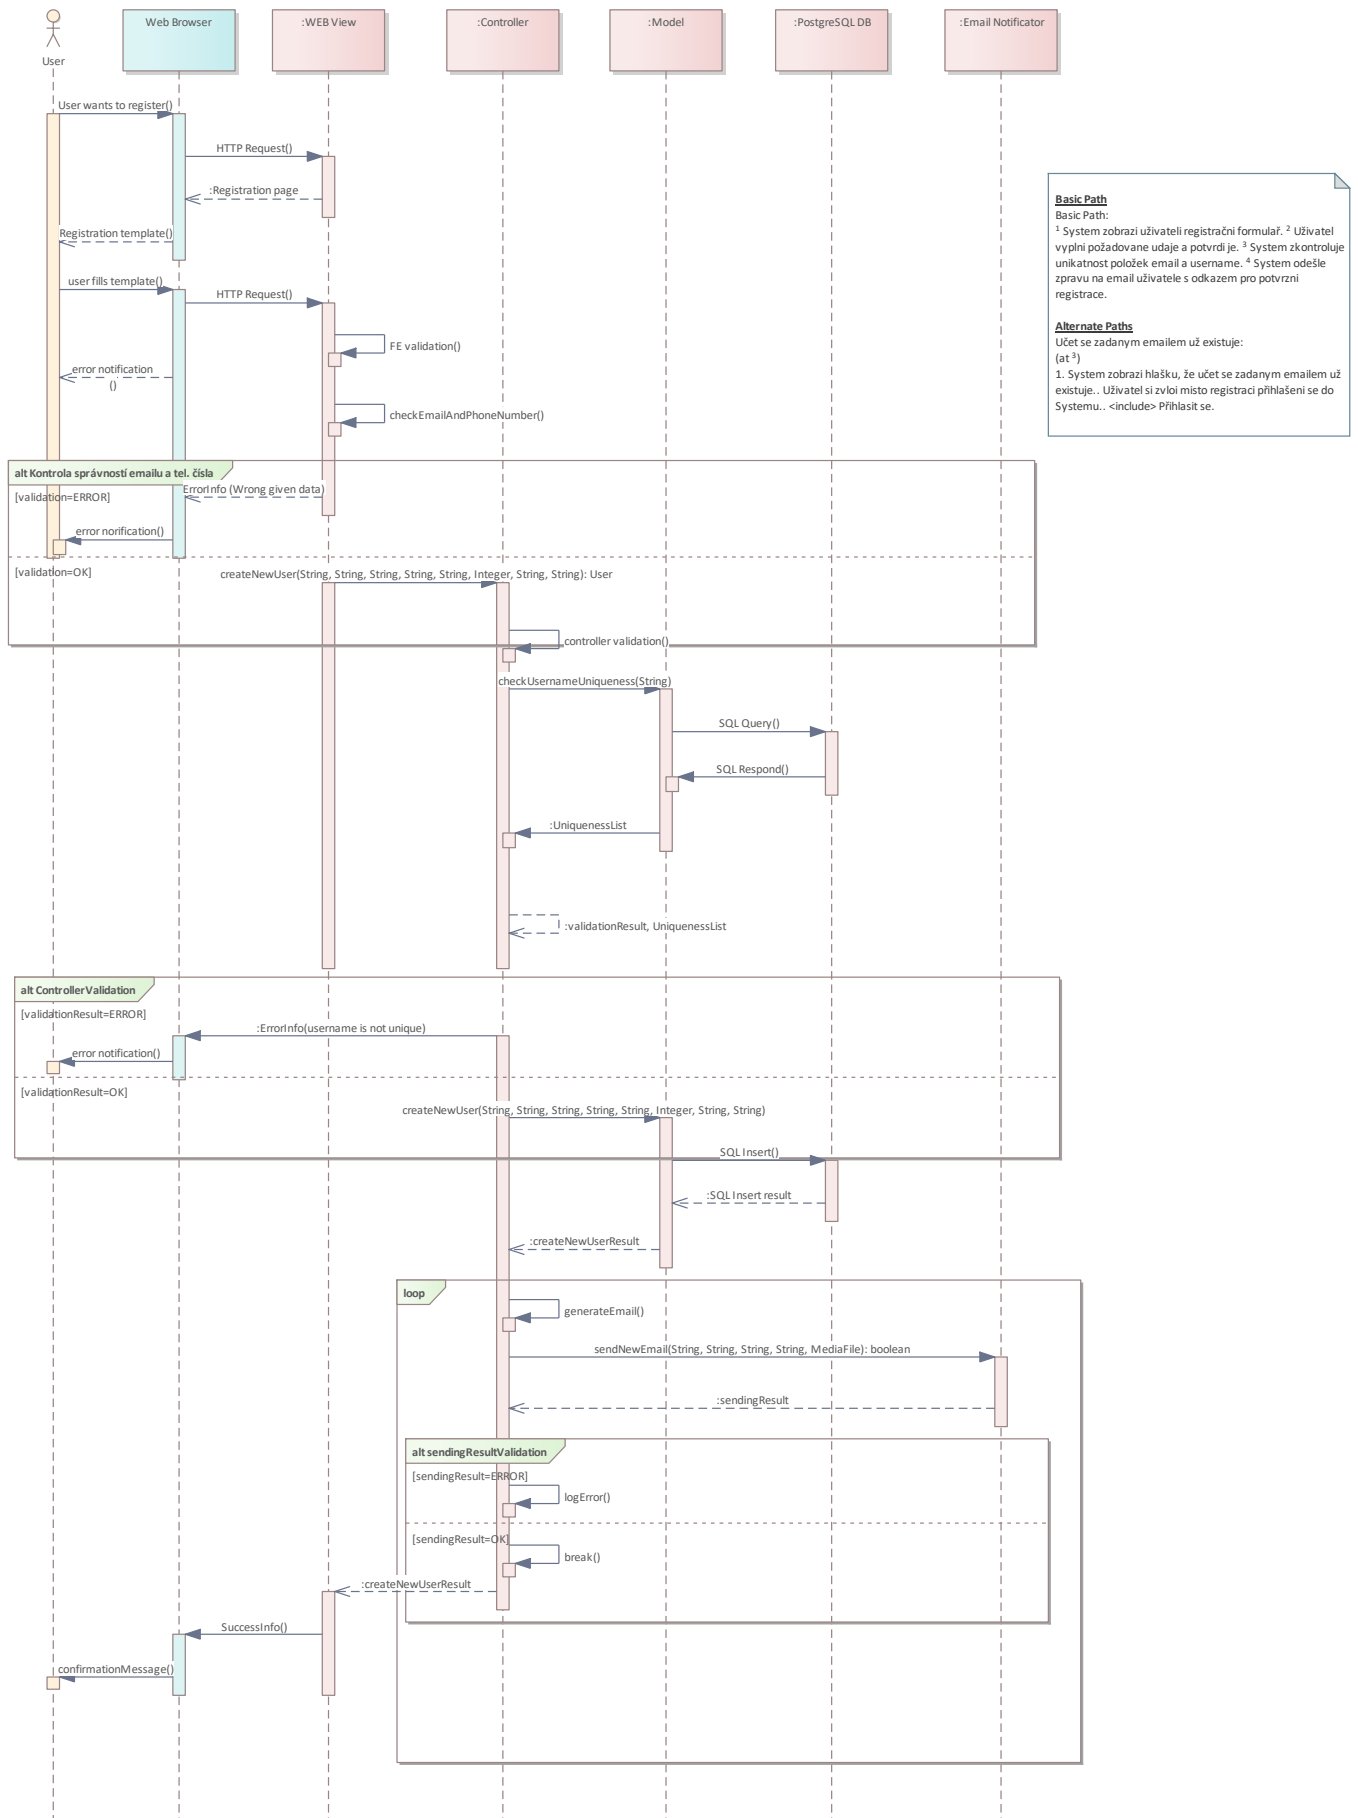 User
Web Browser
:WEB View
:Controller
:Model
:PostgreSQL DB
:Email Notificator
User wants to register()
HTTP Request()
:Registration page
Registration template()
user fills template()
HTTP Request()
FE validation()
error notification
()
checkEmailAndPhoneNumber()
Basic Path
Basic Path:
¹ System zobrazi uživateli registrační formulař. ² Uživatel
vyplni požadovane udaje a potvrdi je. ³ System zkontroluje
unikatnost položek email a username. ⁴ System odešle
zpravu na email uživatele s odkazem pro potvrzni
registrace.
Alternate Paths
Učet se zadanym emailem už existuje:
(at ³)
1. System zobrazi hlašku, že učet se zadanym emailem už
existuje.. Uživatel si zvloi misto registraci přihlašeni se do
Systemu.. <include> Přihlasit se.
alt Kontrola správností emailu a tel. čísla
[validation=ERROR]
ErrorInfo (Wrong given data)
error norification()
[validation=OK]
createNewUser(String, String, String, String, String, Integer, String, String): User
controller validation()
checkUsernameUniqueness(String)
SQL Query()
SQL Respond()
:UniquenessList
:validationResult, UniquenessList
alt ControllerValidation
[validationResult=ERROR]
:ErrorInfo(username is not unique)
error notification()
[validationResult=OK]
createNewUser(String, String, String, String, String, Integer, String, String)
SQL Insert()
:SQL Insert result
:createNewUserResult
loop
generateEmail()
sendNewEmail(String, String, String, String, MediaFile): boolean
:sendingResult
alt sendingResultValidation
[sendingResult=ERROR]
logError()
[sendingResult=OK]
break()
:createNewUserResult
SuccessInfo()
confirmationMessage()